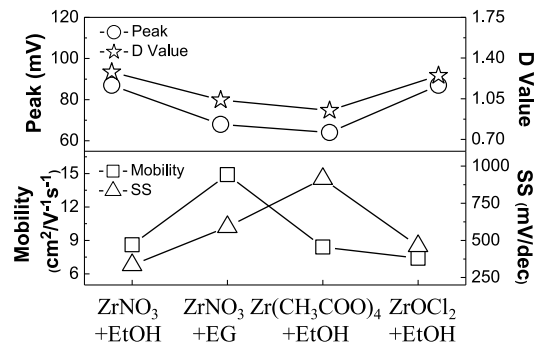 120
100
80
60
Peak (mV)
Peak
D Value
1.75
1.40
1.05
0.70
D Value
15
12
9
6
Mobility
(cm²/V⁻¹s⁻¹)
Mobility
SS
1000
750
500
250
SS (mV/dec)
ZrNO₃ ZrNO₃ Zr(CH₃COO)₄ ZrOCl₂
+EtOH +EG +EtOH +EtOH